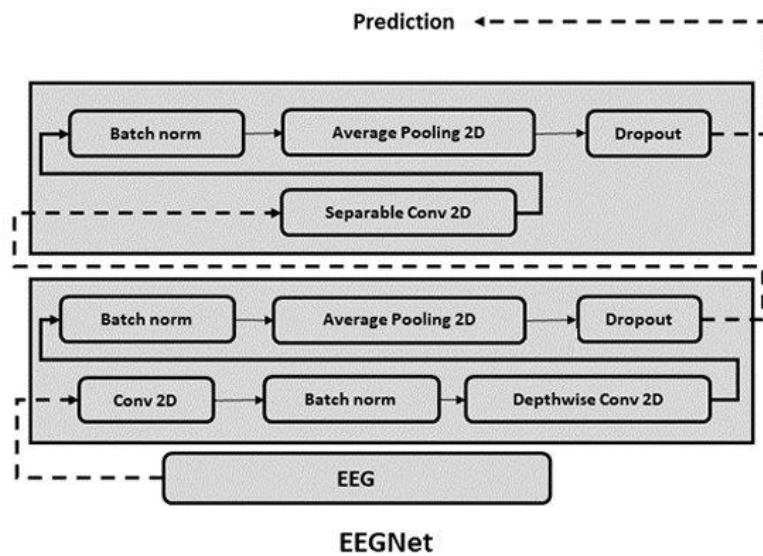 Prediction
Batch norm
Average Pooling 2D
Dropout
Separable Conv 2D
Batch norm
Average Pooling 2D
Dropout
Conv 2D
Batch norm
Depthwise Conv 2D
EEG
EEGNet